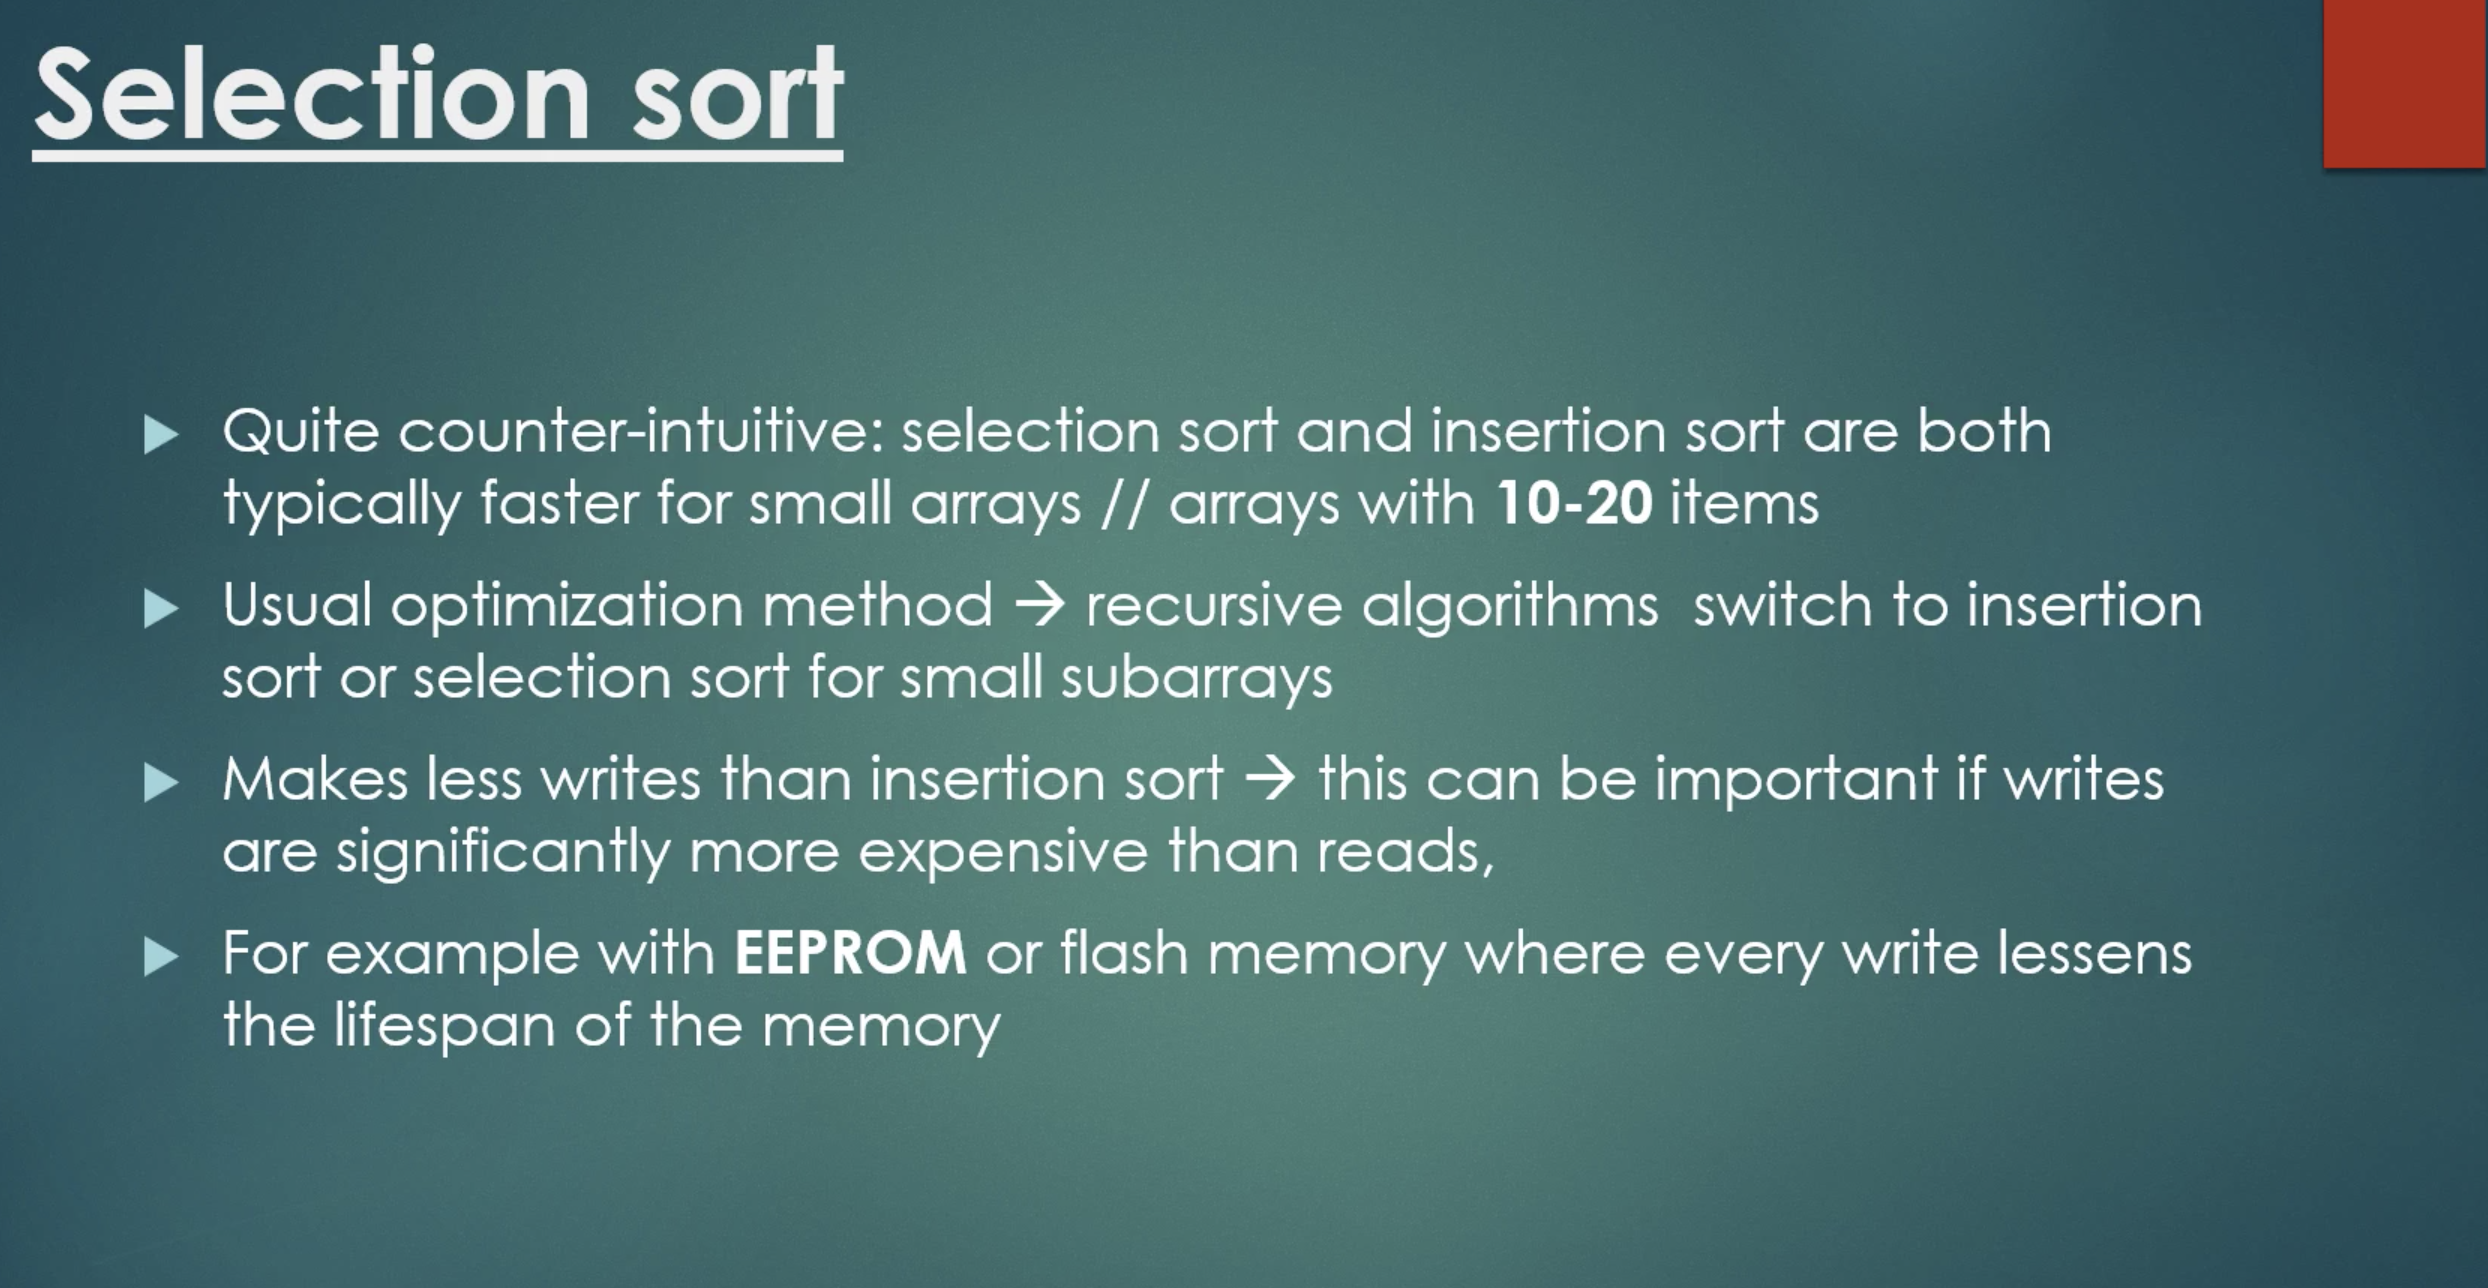 Selection sort
Quite counter-intuitive: selection sort and insertion sort are both
typically faster for small arrays // arrays with 10-20 items
Usual optimization method → recursive algorithms  switch to insertion
sort or selection sort for small subarrays
Makes less writes than insertion sort → this can be important if writes
are significantly more expensive than reads,
For example with EEPROM or flash memory where every write lessens
the lifespan of the memory